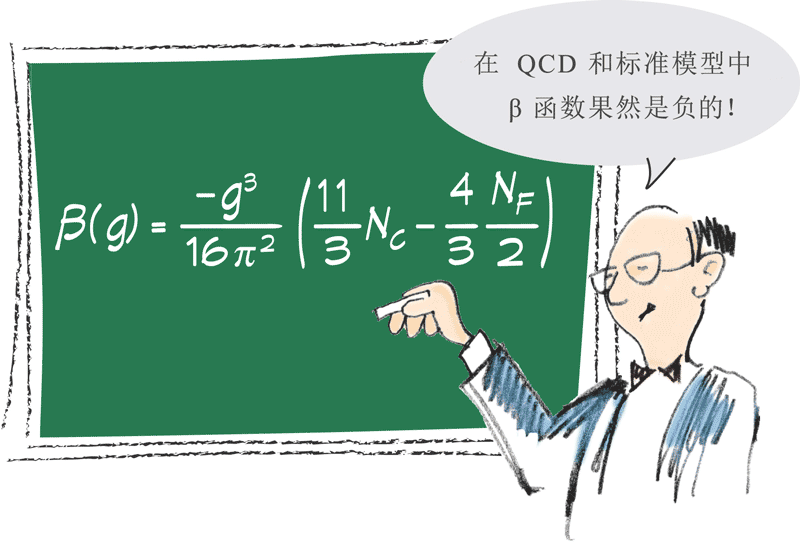 在 QCD 和标准模型中
β 函数果然是负的!
β(g) = -g³/16π² (11/3 N_C - 4/3 N_F/2)